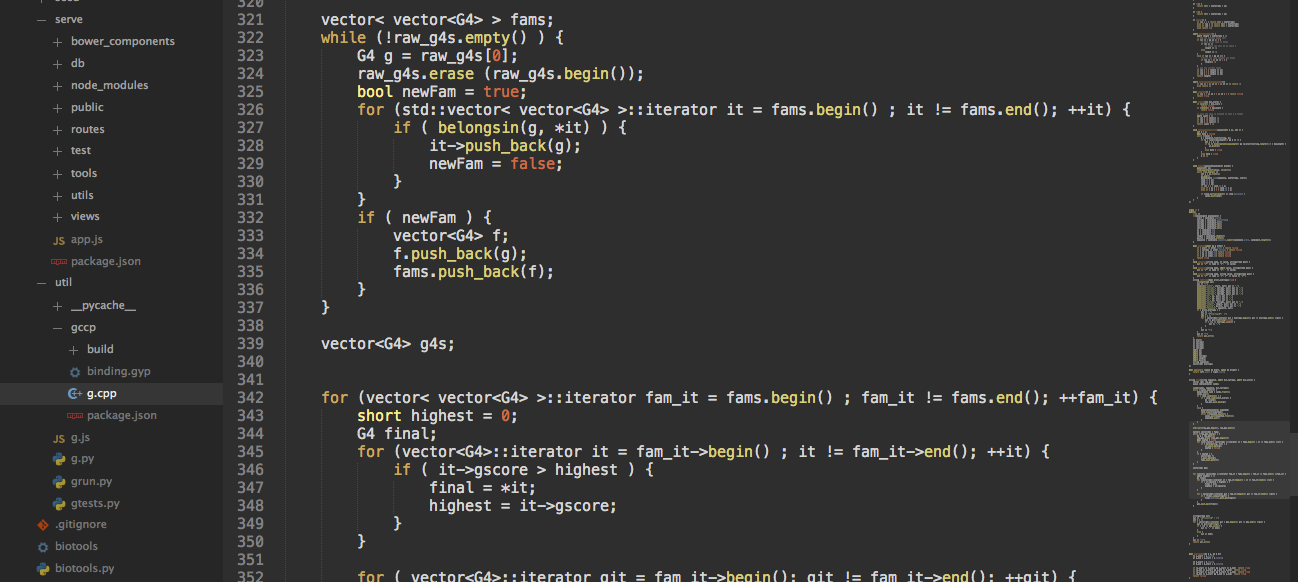 serve
bower_components
db
node_modules
public
routes
test
tools
utils
views
JS app.js
package.json
util
__pycache__
gccp
build
binding.gyp
g.cpp
package.json
JS g.js
g.py
grun.py
gtests.py
.gitignore
biotools
biotools.py
320
321 vector< vector<G4> > fams;
322 while (!raw_g4s.empty() ) {
323 G4 g = raw_g4s[0];
324 raw_g4s.erase (raw_g4s.begin());
325 bool newFam = true;
326 for (std::vector< vector<G4> >::iterator it = fams.begin() ; it != fams.end(); ++it) {
327 if ( belongsin(g, *it) ) {
328 it->push_back(g);
329 newFam = false;
330 }
331 }
332 if ( newFam ) {
333 vector<G4> f;
334 f.push_back(g);
335 fams.push_back(f);
336 }
337 }
338
339 vector<G4> g4s;
340
341
342 for (vector< vector<G4> >::iterator fam_it = fams.begin() ; fam_it != fams.end(); ++fam_it) {
343 short highest = 0;
344 G4 final;
345 for (vector<G4>::iterator it = fam_it->begin() ; it != fam_it->end(); ++it) {
346 if ( it->gscore > highest ) {
347 final = *it;
348 highest = it->gscore;
349 }
350 }
351
352 for ( vector<G4>::iterator git = fam_it->begin(); git != fam_it->end(); ++git) {